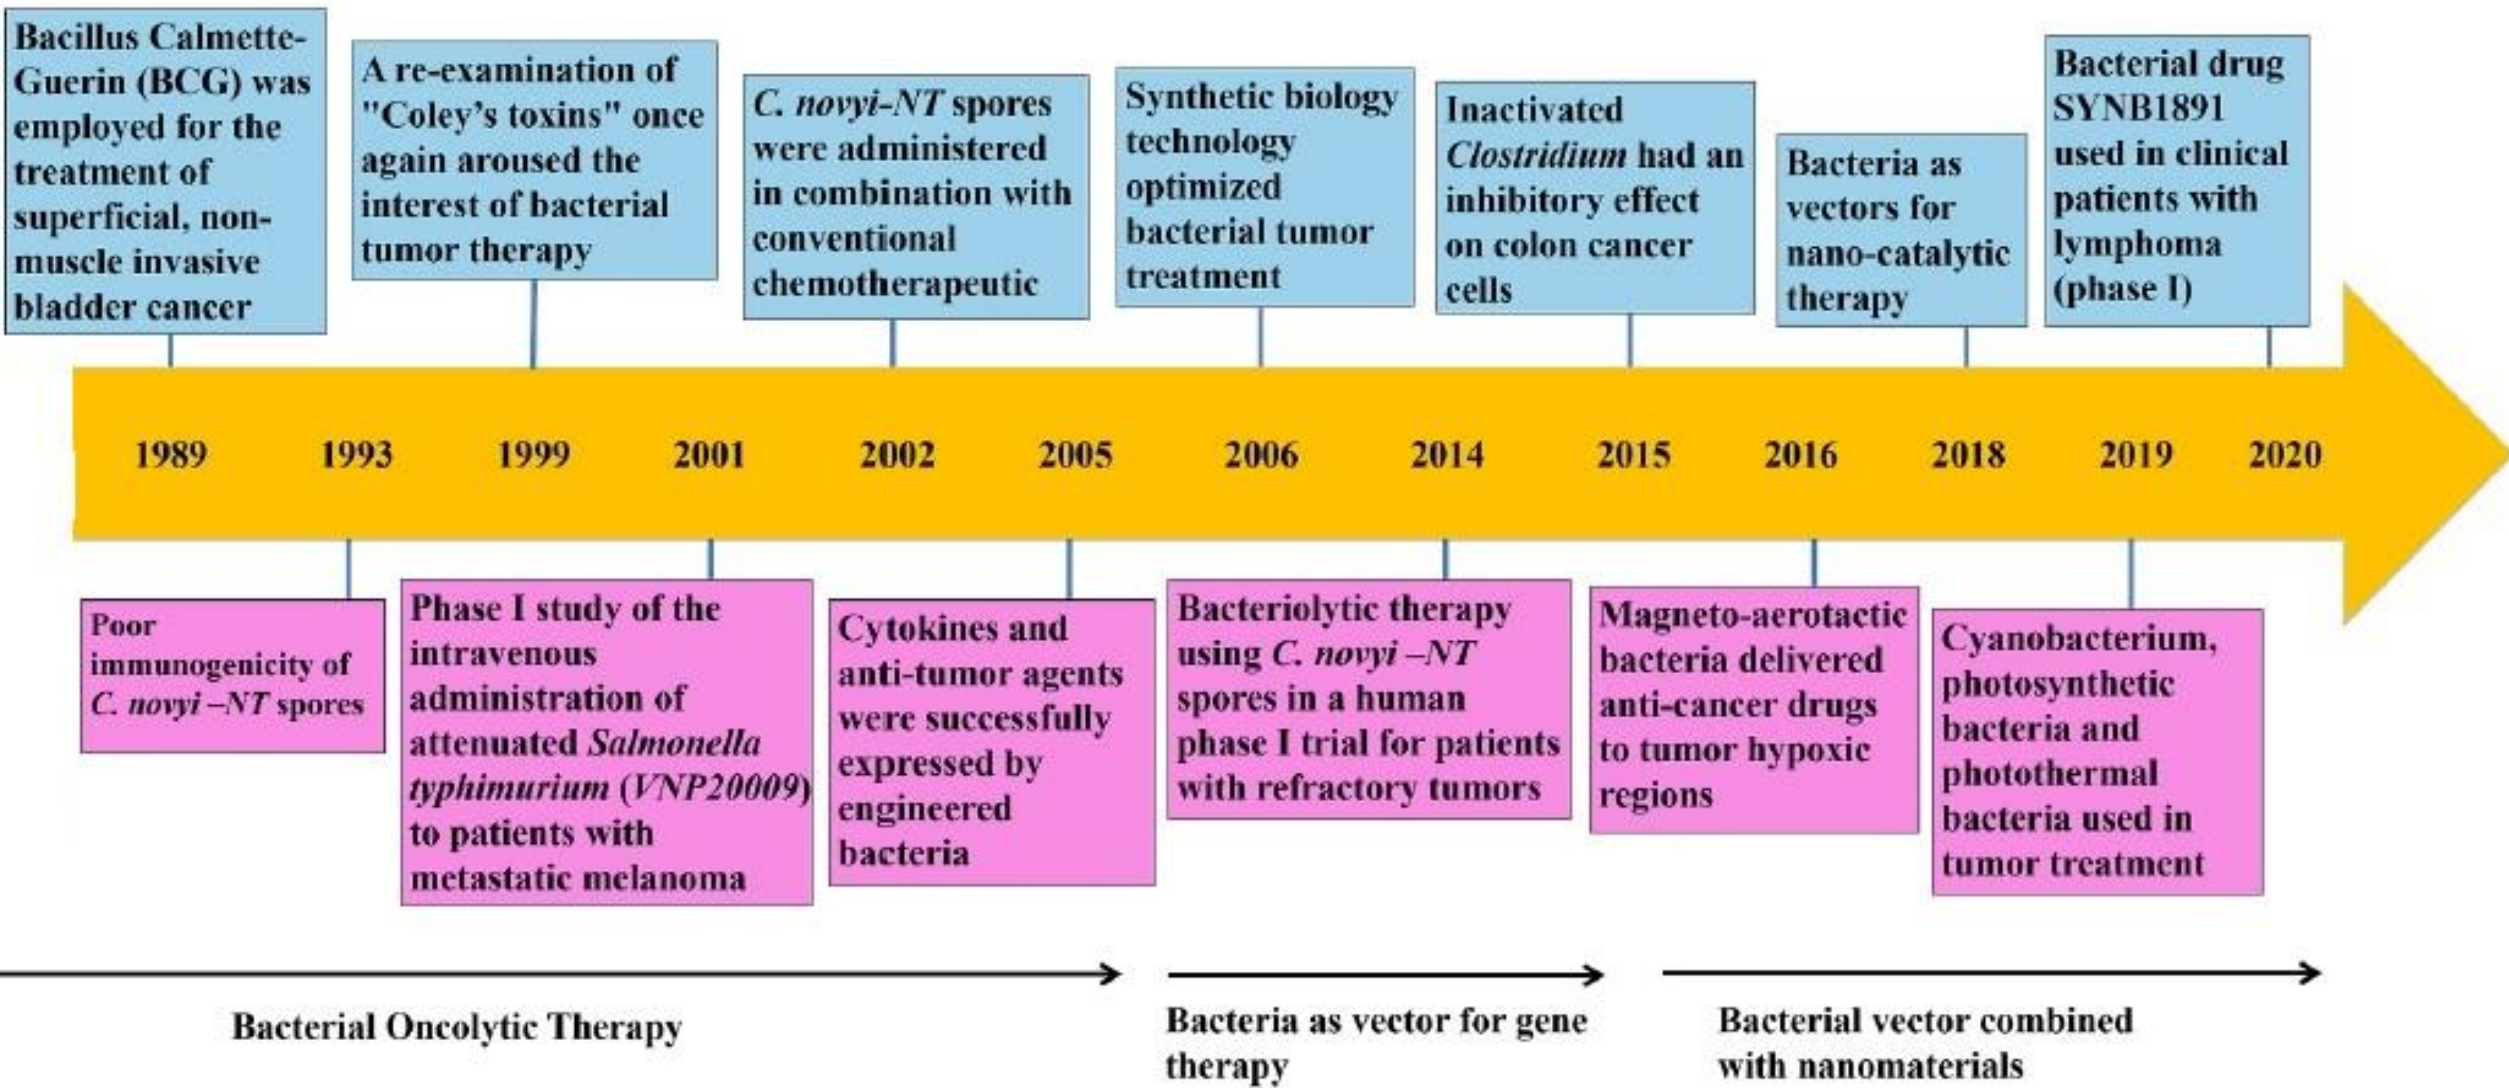 Bacillus Calmette-
Guerin (BCG) was
employed for the
treatment of
superficial, non-
muscle invasive
bladder cancer
A re-examination of
"Coley's toxins" once
again aroused the
interest of bacterial
tumor therapy
C. novyi-NT spores
were administered
in combination with
conventional
chemotherapeutic
Synthetic biology
technology
optimized
bacterial tumor
treatment
Inactivated
Clostridium had an
inhibitory effect
on colon cancer
cells
Bacteria as
vectors for
nano-catalytic
therapy
Bacterial drug
SYNB1891
used in clinical
patients with
lymphoma
(phase I)
1989 1993 1999 2001 2002 2005 2006 2014 2015 2016 2018 2019 2020
Poor
immunogenicity of
C. novyi –NT spores
Phase I study of the
intravenous
administration of
attenuated Salmonella
typhimurium (VNP20009)
to patients with
metastatic melanoma
Cytokines and
anti-tumor agents
were successfully
expressed by
engineered
bacteria
Bacteriolytic therapy
using C. novyi –NT
spores in a human
phase I trial for patients
with refractory tumors
Magneto-aerotactic
bacteria delivered
anti-cancer drugs
to tumor hypoxic
regions
Cyanobacterium,
photosynthetic
bacteria and
photothermal
bacteria used in
tumor treatment
Bacterial Oncolytic Therapy
Bacteria as vector for gene
therapy
Bacterial vector combined
with nanomaterials